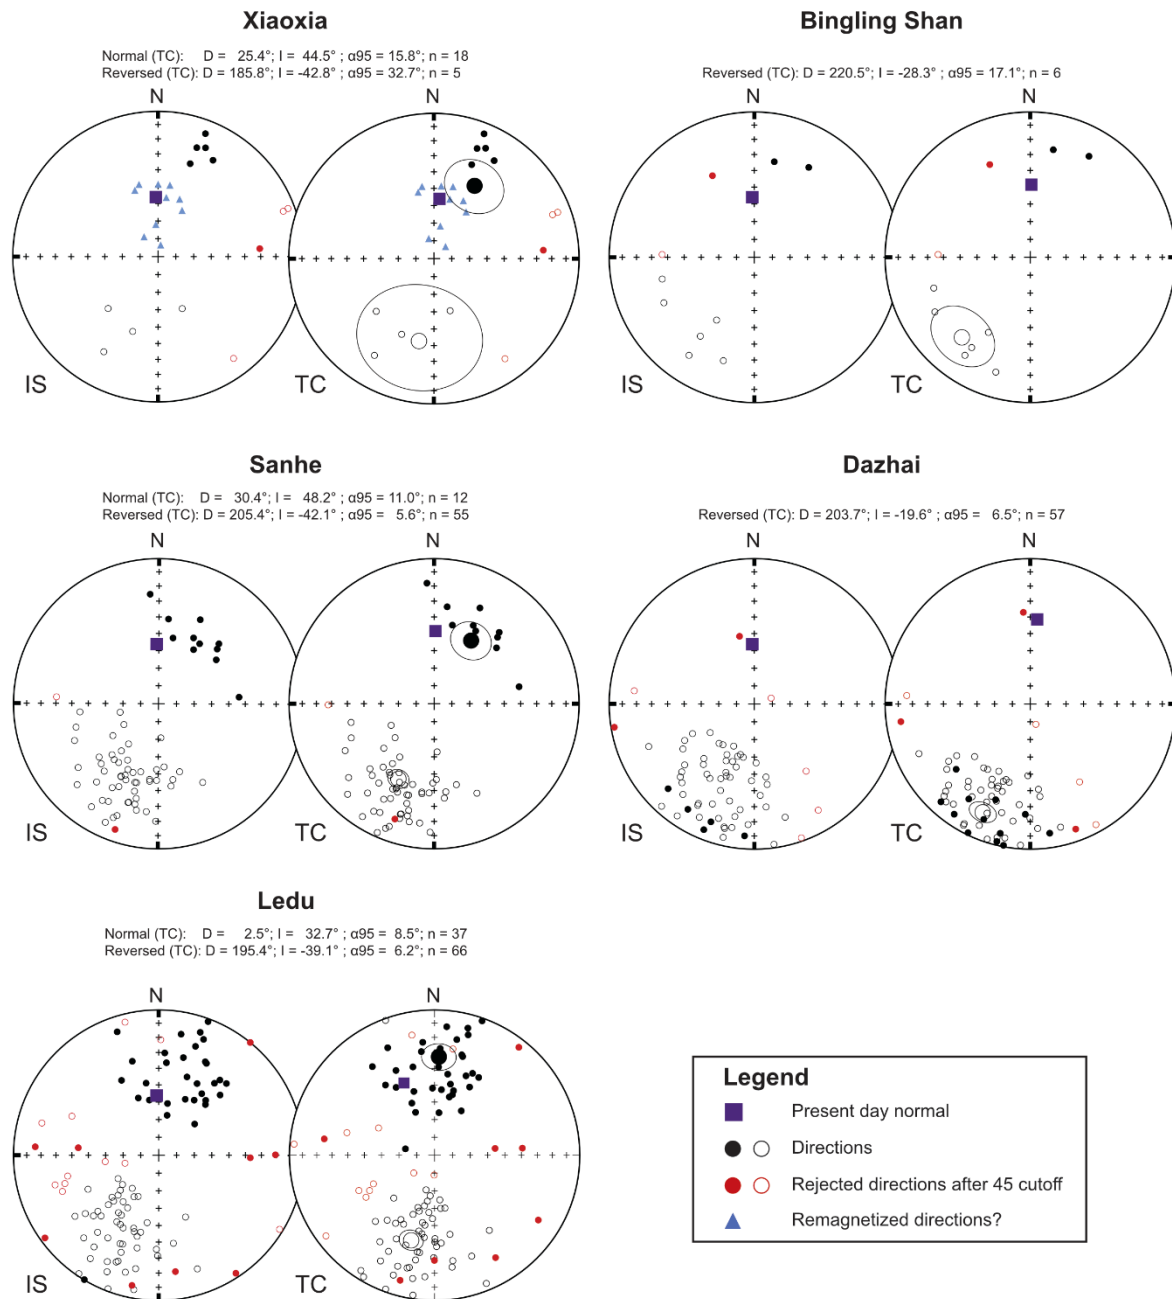 Xiaoxia
Normal (TC): D = 25.4°; I = 44.5° ; α95 = 15.8°; n = 18
Reversed (TC): D = 185.8°; I = -42.8° ; α95 = 32.7°; n = 5
N
N
IS
TC
Bingling Shan
Reversed (TC): D = 220.5°; I = -28.3° ; α95 = 17.1°; n = 6
N
N
IS
TC
Sanhe
Normal (TC): D = 30.4°; I = 48.2° ; α95 = 11.0°; n = 12
Reversed (TC): D = 205.4°; I = -42.1° ; α95 = 5.6°; n = 55
N
N
IS
TC
Dazhai
Reversed (TC): D = 203.7°; I = -19.6° ; α95 = 6.5°; n = 57
N
N
IS
TC
Ledu
Normal (TC): D = 2.5°; I = 32.7° ; α95 = 8.5°; n = 37
Reversed (TC): D = 195.4°; I = -39.1° ; α95 = 6.2°; n = 66
N
N
IS
TC
Legend
Present day normal
Directions
Rejected directions after 45 cutoff
Remagnetized directions?